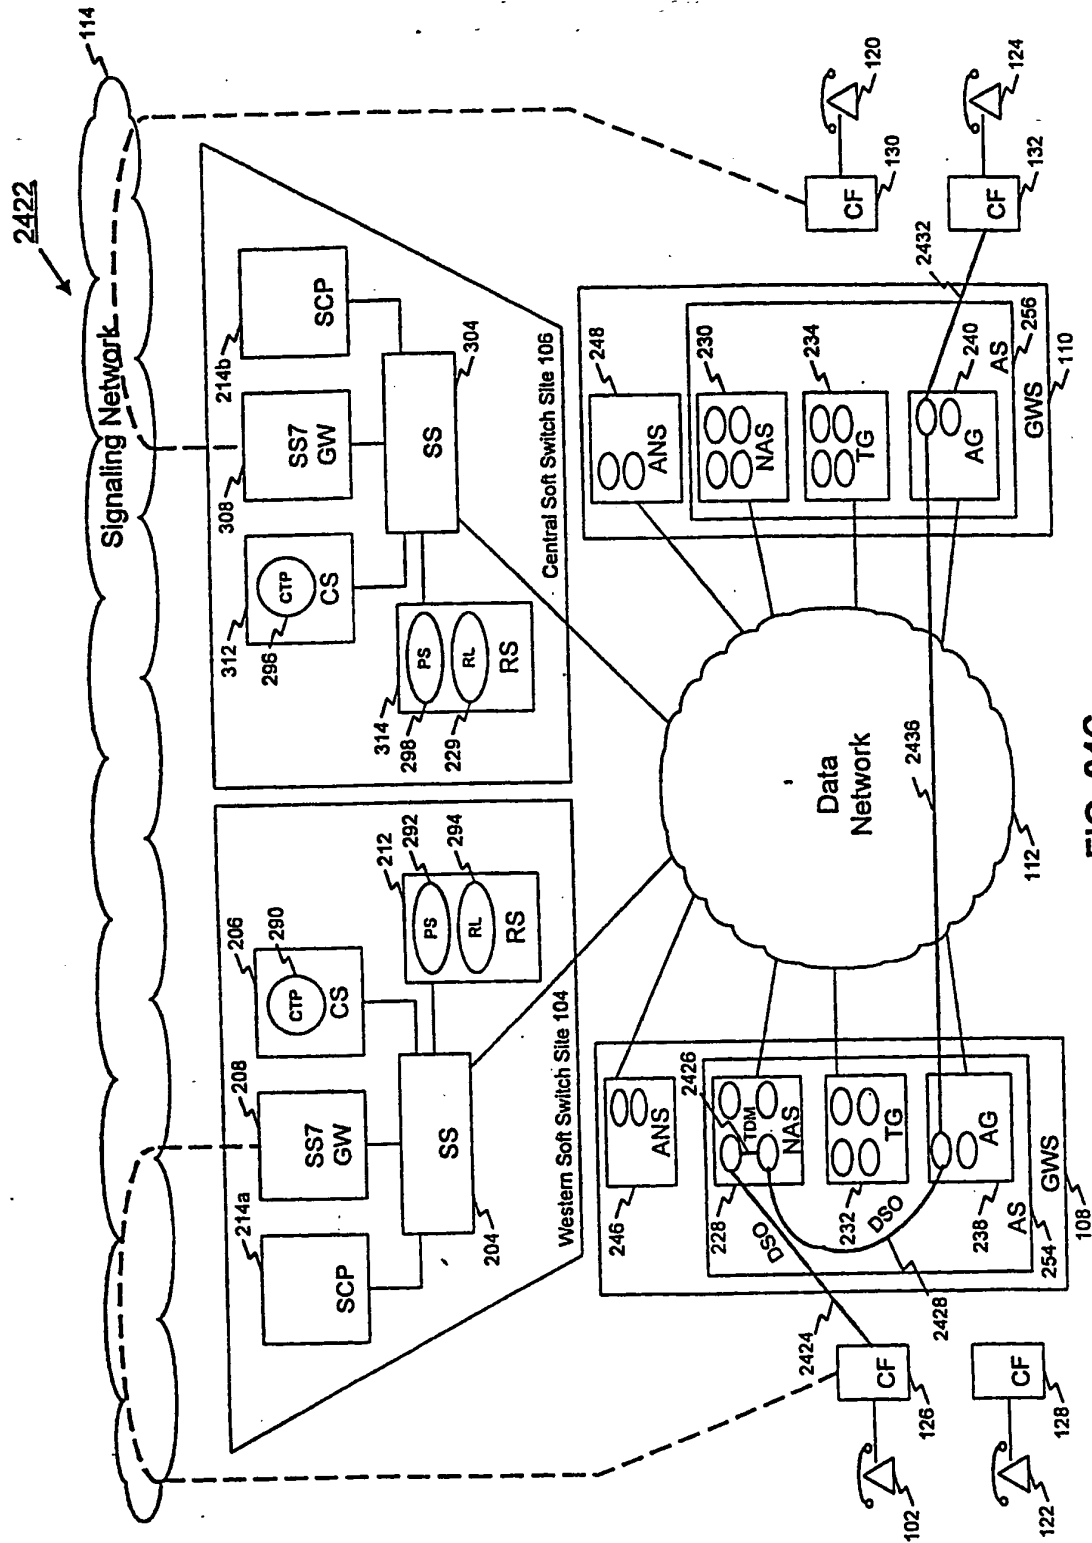 2422
114
Signaling Network
214a
SCP
208
SS7
GW
206
290
CTP
CS
212
292
PS
294
RL
RS
SS
204
Western Soft Switch Site 104
312
296
CTP
CS
308
SS7
GW
214b
SCP
304
SS
314
298
PS
229
RL
RS
Central Soft Switch Site 106
246
ANS
2426
228
TDM
NAS
DSO
232
TG
DSO
238
AG
AS
254
GWS
108
2424
2428
CF
126
102
CF
128
122
Data
Network
112
2436
248
ANS
230
NAS
234
TG
240
AG
AS
256
GWS
110
2432
CF
130
120
CF
132
124